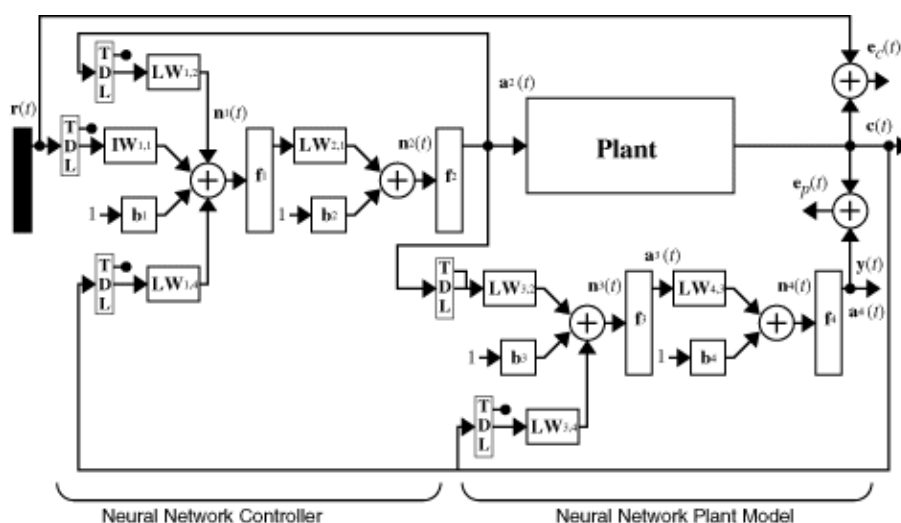 r(t)
T
D
L
LW1,2
n1(t)
T
D
L
IW1,1
1
b1
T
D
L
LW1,4
f1
LW2,1
1
b2
n2(t)
f2
a2(t)
Plant
ec(t)
c(t)
ep(t)
y(t)
a4(t)
T
D
L
LW3,2
n3(t)
1
b3
T
D
L
LW3,4
f3
a3(t)
LW4,3
1
b4
n4(t)
f4
Neural Network Controller
Neural Network Plant Model